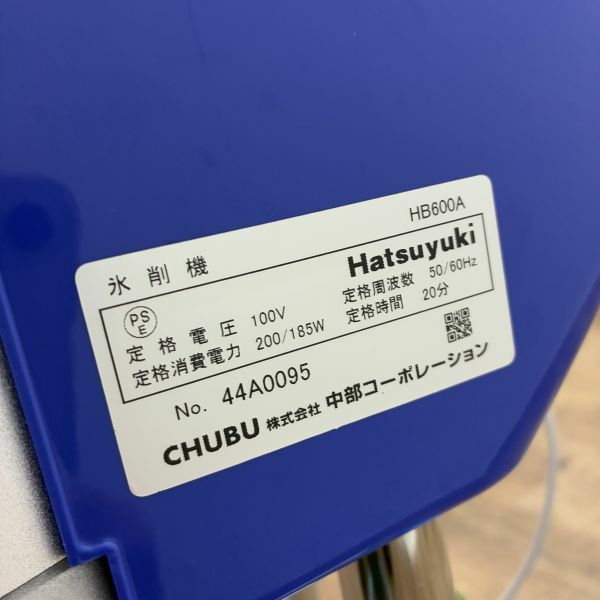 氷削機 HB600A
PS
E
Hatsuyuki
定格電圧 100V 定格周波数 50/60Hz
定格消費電力 200/185W 定格時間 20分
No. 44A0095
CHUBU 株式会社 中部コーポレーション